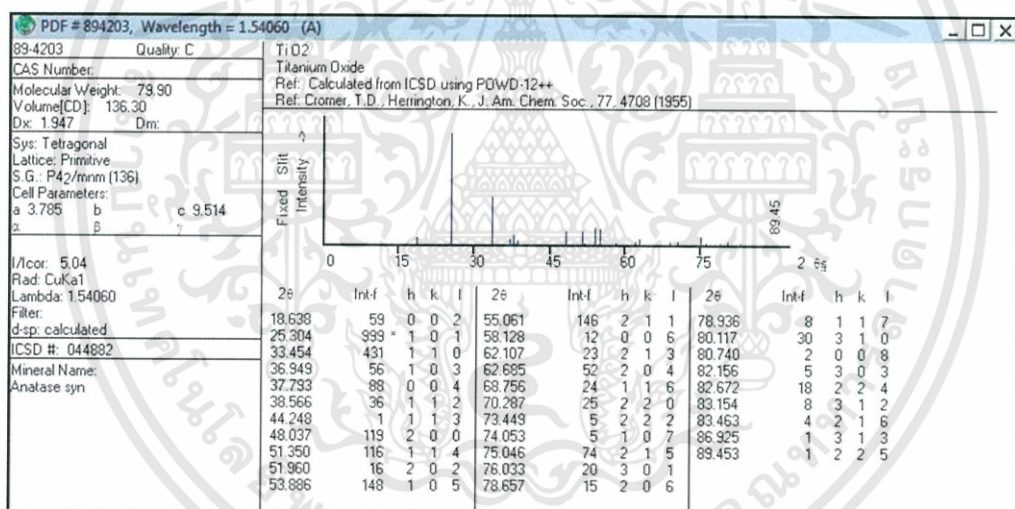 PDF # 894203, Wavelength = 1.54060 (A)
89-4203 Quality: C
CAS Number:
Molecular Weight: 79.90
Volume[CD]: 136.30
Dx: 1.947 Dm:
Sys: Tetragonal
Lattice: Primitive
S.G.: P42/mnm (136)
Cell Parameters:
a 3.785 b c 9.514
α β γ
I/Icor: 5.04
Rad: CuKa1
Lambda: 1.54060
Filter:
d-sp: calculated
ICSD #: 044882
Mineral Name:
Anatase syn
TiO2
Titanium Oxide
Ref: Calculated from ICSD using POWD-12++
Ref: Cromer, T.D., Herrington, K., J. Am. Chem. Soc., 77, 4708 (1955)
Fixed Slit
Intensity ->
89.45
0 15 30 45 60 75 2 θ§
2θ Int-f h k l
18.638 59 0 0 2
25.304 999 * 1 0 1
33.454 431 1 1 0
36.949 56 1 0 3
37.793 88 0 0 4
38.566 36 1 1 2
44.248 1 1 1 3
48.037 119 2 0 0
51.350 116 1 1 4
51.960 16 2 0 2
53.886 148 1 0 5
2θ Int-f h k l
55.061 146 2 1 1
58.128 12 0 0 6
62.107 23 2 1 3
62.685 52 2 0 4
68.756 24 1 1 6
70.287 25 2 2 0
73.449 5 2 2 2
74.053 5 1 0 7
75.046 74 2 1 5
76.033 20 3 0 1
78.657 15 2 0 6
2θ Int-f h k l
78.936 8 1 1 7
80.117 30 3 1 0
80.740 2 0 0 8
82.156 5 3 0 3
82.672 18 2 2 4
83.154 8 3 1 2
83.463 4 2 1 6
86.925 1 3 1 3
89.453 1 2 2 5